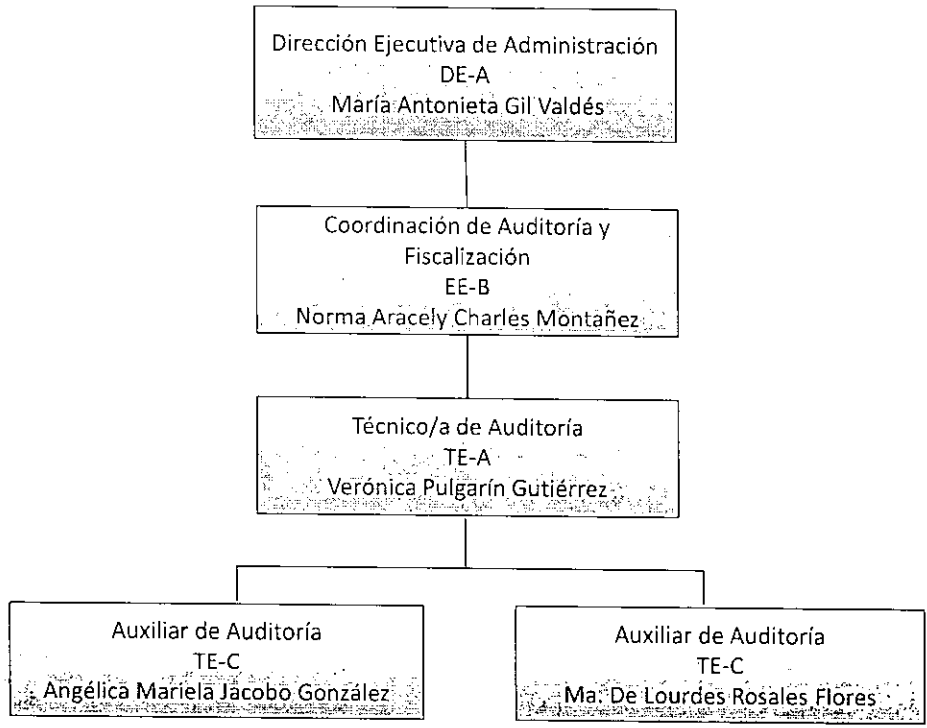 Dirección Ejecutiva de Administración
DE-A
María Antonieta Gil Valdés
Coordinación de Auditoría y
Fiscalización
EE-B
Norma Aracely Charles Montañez
Técnico/a de Auditoría
TE-A
Verónica Pulgarín Gutiérrez
Auxiliar de Auditoría
TE-C
Angélica Mariela Jacobo González
Auxiliar de Auditoría
TE-C
Ma. De Lourdes Rosales Flores